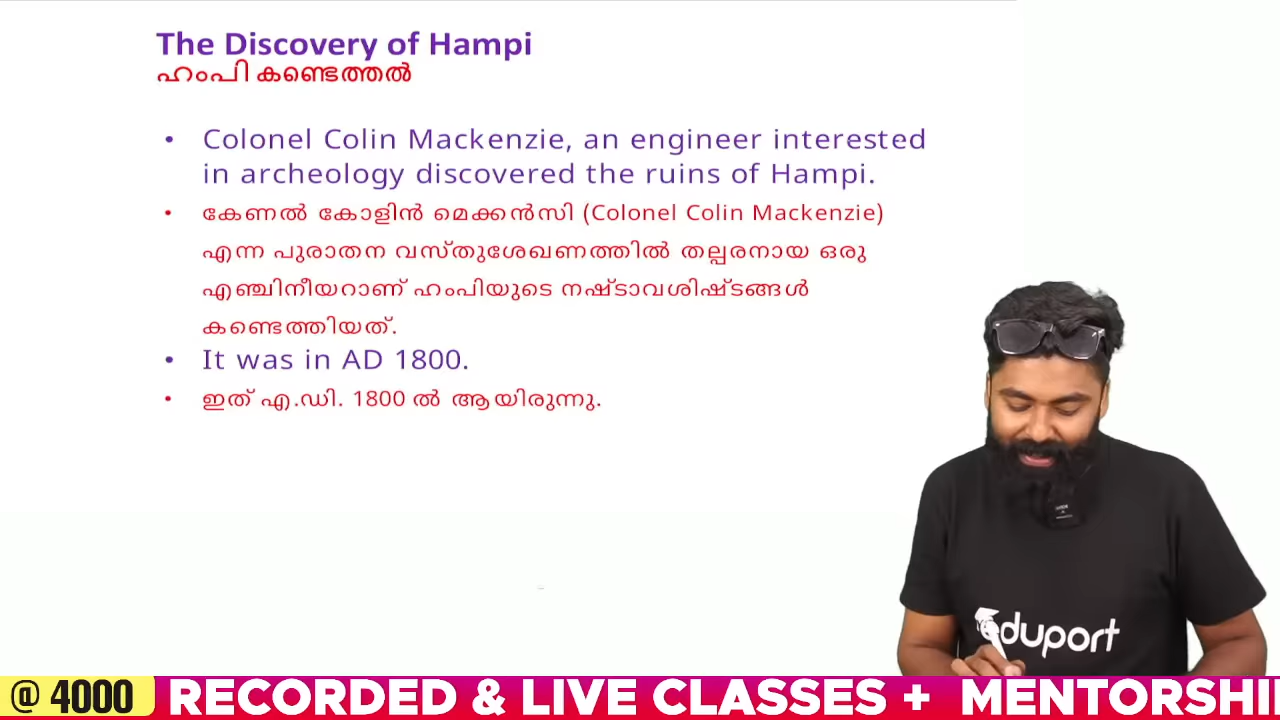 The Discovery of Hampi
ഹംപി കണ്ടെത്തൽ
• Colonel Colin Mackenzie, an engineer interested
in archeology discovered the ruins of Hampi.
• കേണൽ കോളിൻ മെക്കൻസി (Colonel Colin Mackenzie)
എന്ന പുരാതന വസ്തുശേഖണത്തിൽ തല്പരനായ ഒരു
എഞ്ചിനീയറാണ് ഹംപിയുടെ നഷ്ടാവശിഷ്ടങ്ങൾ
കണ്ടെത്തിയത്.
• It was in AD 1800.
• ഇത് എ.ഡി. 1800 ൽ ആയിരുന്നു.
eduport
@ 4000 RECORDED & LIVE CLASSES + MENTORSHI